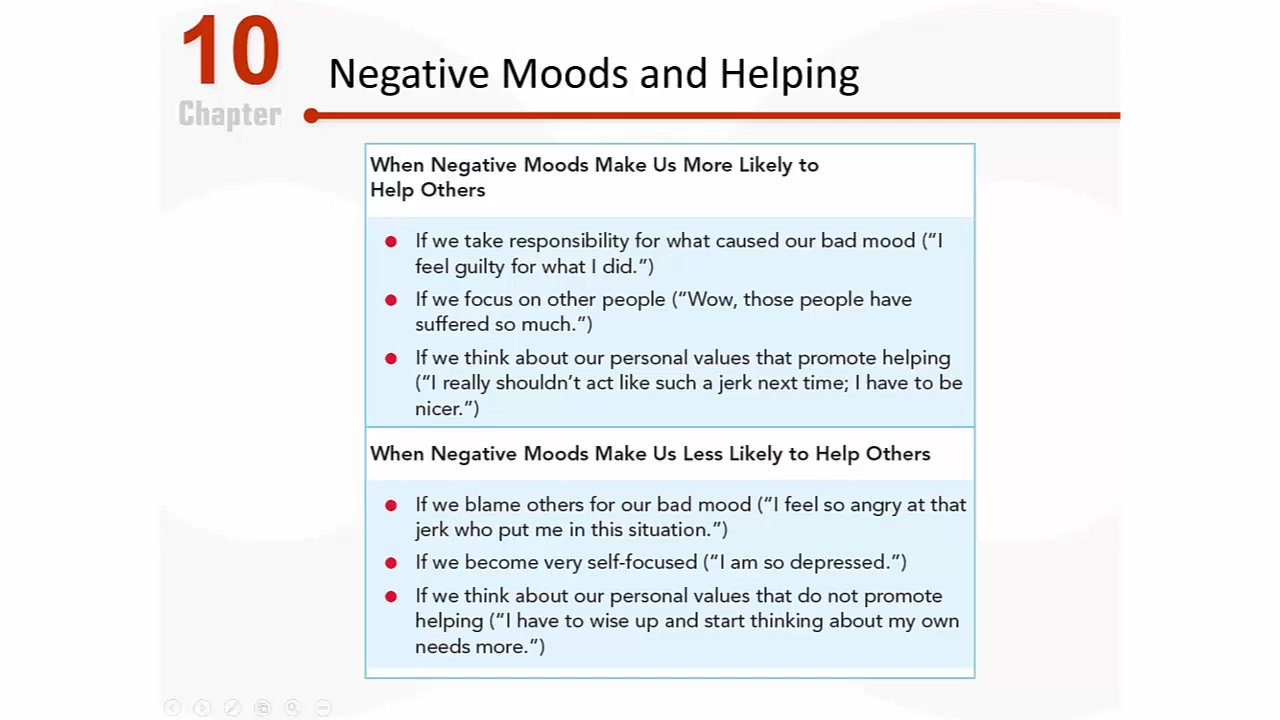 10
Chapter
Negative Moods and Helping
When Negative Moods Make Us More Likely to
Help Others
● If we take responsibility for what caused our bad mood (“I
feel guilty for what I did.”)
● If we focus on other people (“Wow, those people have
suffered so much.”)
● If we think about our personal values that promote helping
(“I really shouldn’t act like such a jerk next time; I have to be
nicer.”)
When Negative Moods Make Us Less Likely to Help Others
● If we blame others for our bad mood (“I feel so angry at that
jerk who put me in this situation.”)
● If we become very self-focused (“I am so depressed.”)
● If we think about our personal values that do not promote
helping (“I have to wise up and start thinking about my own
needs more.”)